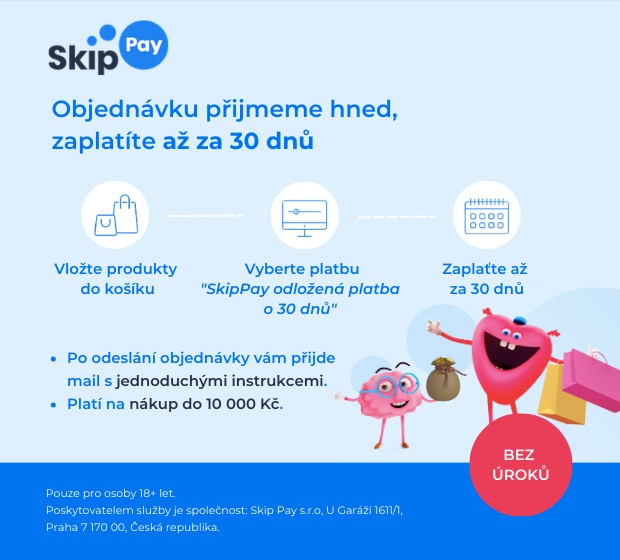 Skip Pay
Objednávku přijmeme hned,
zaplatíte až za 30 dnů
Vložte produkty
do košíku
Vyberte platbu
"SkipPay odložená platba
o 30 dnů"
Zaplaťte až
za 30 dnů
• Po odeslání objednávky vám přijde
mail s jednoduchými instrukcemi.
• Platí na nákup do 10 000 Kč.
BEZ
ÚROKŮ
Pouze pro osoby 18+ let.
Poskytovatelem služby je společnost: Skip Pay s.r.o, U Garáží 1611/1,
Praha 7 170 00, Česká republika.